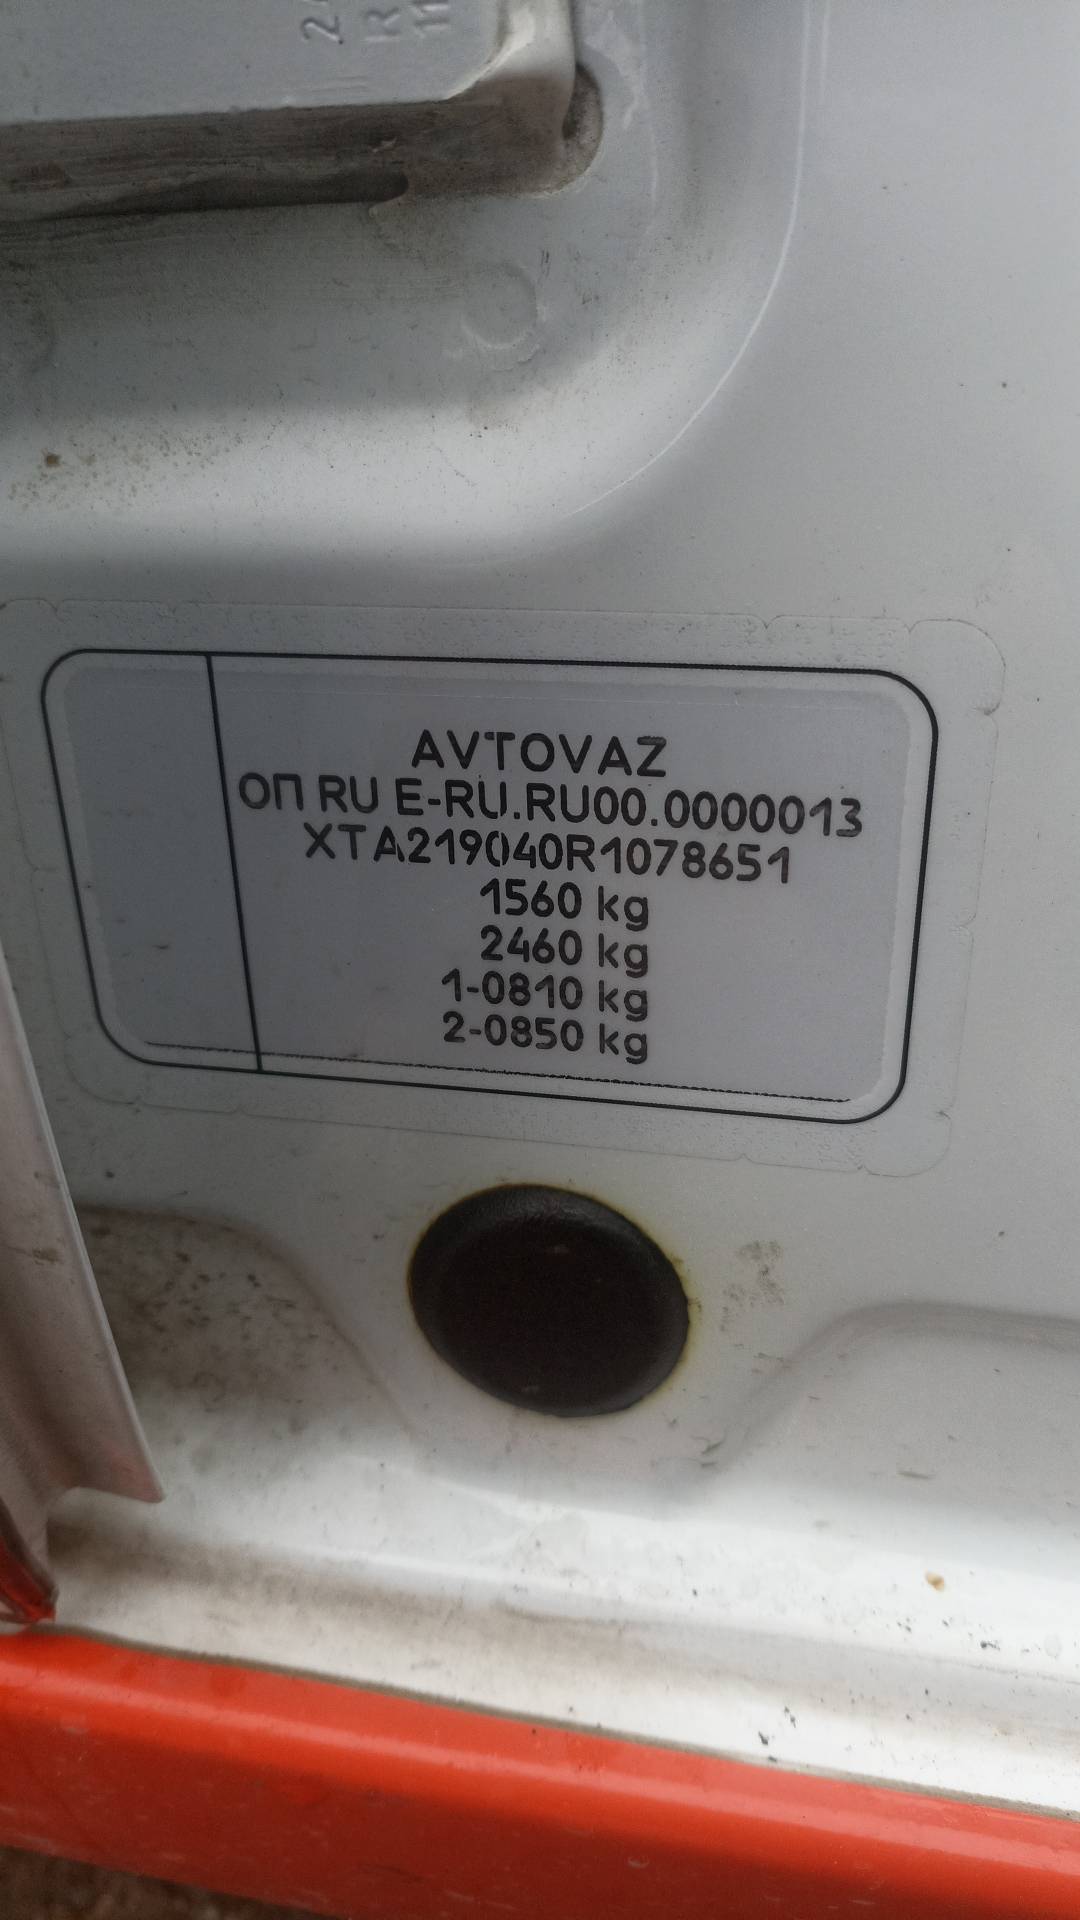 AVTOVAZ
ОП RU E-RU.RU00.0000013
XTA219040R1078651
1560 kg
2460 kg
1-0810 kg
2-0850 kg